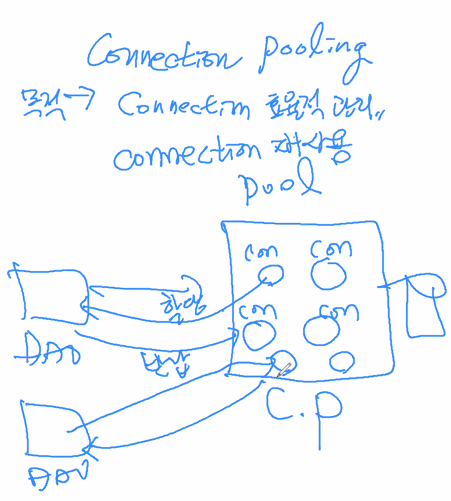 Connection Pooling
목적→ Connection 효율적 관리,,
connection 재사용
pool
con con
con con
할당
DAO
반납
C.P
DAO